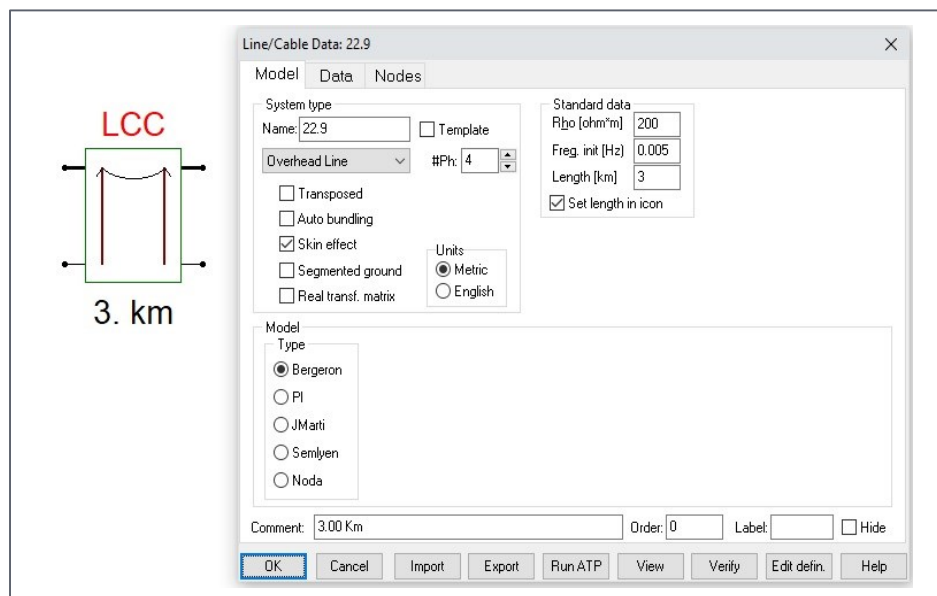 LCC
3. km
Line/Cable Data: 22.9
Model Data Nodes
System type
Name: 22.9
Template
Overhead Line
#Ph: 4
Transposed
Auto bundling
Skin effect
Segmented ground
Real transf. matrix
Units
Metric
English
Standard data
Rho [ohm*m] 200
Freq. init [Hz] 0.005
Length [km] 3
Set length in icon
Model
Type
Bergeron
PI
JMarti
Semlyen
Noda
Comment: 3.00 Km Order: 0 Label: Hide
OK Cancel Import Export Run ATP View Verify Edit defin. Help